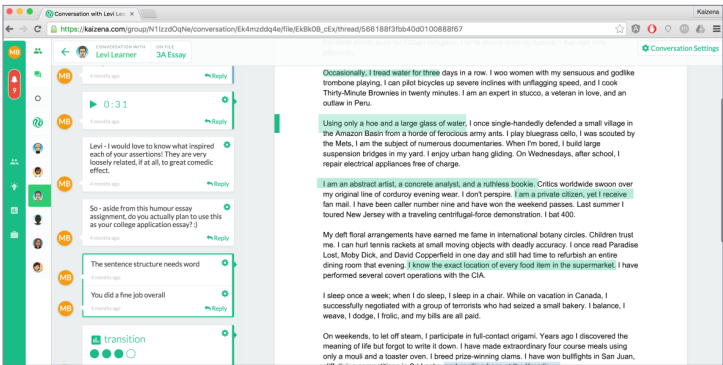 Conversation with Levi Lea
Kaizena
https://kaizena.com/group/N1IzzdOqNe/conversation/Ek4mzddq4e/file/EkBk0B_cEx/thread/566188f3fbb40d0100888f67
MB
9
CONVERSATION WITH
Levi Learner
ON FILE
3A Essay
Conversation Settings
MB
4 months ago
Reply
0:31
MB
4 months ago
Reply
Levi - I would love to know what inspired
each of your assertions! They are very
loosely related, if at all, to great comedic
effect.
MB
4 months ago
Reply
So - aside from this humour essay
assignment, do you actually plan to use this
as your college application essay? :)
MB
4 months ago
Reply
The sentence structure needs word
4 months ago
You did a fine job overall
MB
4 months ago
Reply
transition
Occasionally, I tread water for three days in a row. I woo women with my sensuous and godlike
trombone playing, I can pilot bicycles up severe inclines with unflagging speed, and I cook
Thirty-Minute Brownies in twenty minutes. I am an expert in stucco, a veteran in love, and an
outlaw in Peru.
Using only a hoe and a large glass of water, I once single-handedly defended a small village in
the Amazon Basin from a horde of ferocious army ants. I play bluegrass cello, I was scouted by
the Mets, I am the subject of numerous documentaries. When I'm bored, I build large
suspension bridges in my yard. I enjoy urban hang gliding. On Wednesdays, after school, I
repair electrical appliances free of charge.
I am an abstract artist, a concrete analyst, and a ruthless bookie. Critics worldwide swoon over
my original line of corduroy evening wear. I don't perspire. I am a private citizen, yet I receive
fan mail. I have been caller number nine and have won the weekend passes. Last summer I
toured New Jersey with a traveling centrifugal-force demonstration. I bat 400.
My deft floral arrangements have earned me fame in international botany circles. Children trust
me. I can hurl tennis rackets at small moving objects with deadly accuracy. I once read Paradise
Lost, Moby Dick, and David Copperfield in one day and still had time to refurbish an entire
dining room that evening. I know the exact location of every food item in the supermarket. I have
performed several covert operations with the CIA.
I sleep once a week; when I do sleep, I sleep in a chair. While on vacation in Canada, I
successfully negotiated with a group of terrorists who had seized a small bakery. I balance, I
weave, I dodge, I frolic, and my bills are all paid.
On weekends, to let off steam, I participate in full-contact origami. Years ago I discovered the
meaning of life but forgot to write it down. I have made extraordinary four course meals using
only a mouli and a toaster oven. I breed prize-winning clams. I have won bullfights in San Juan,